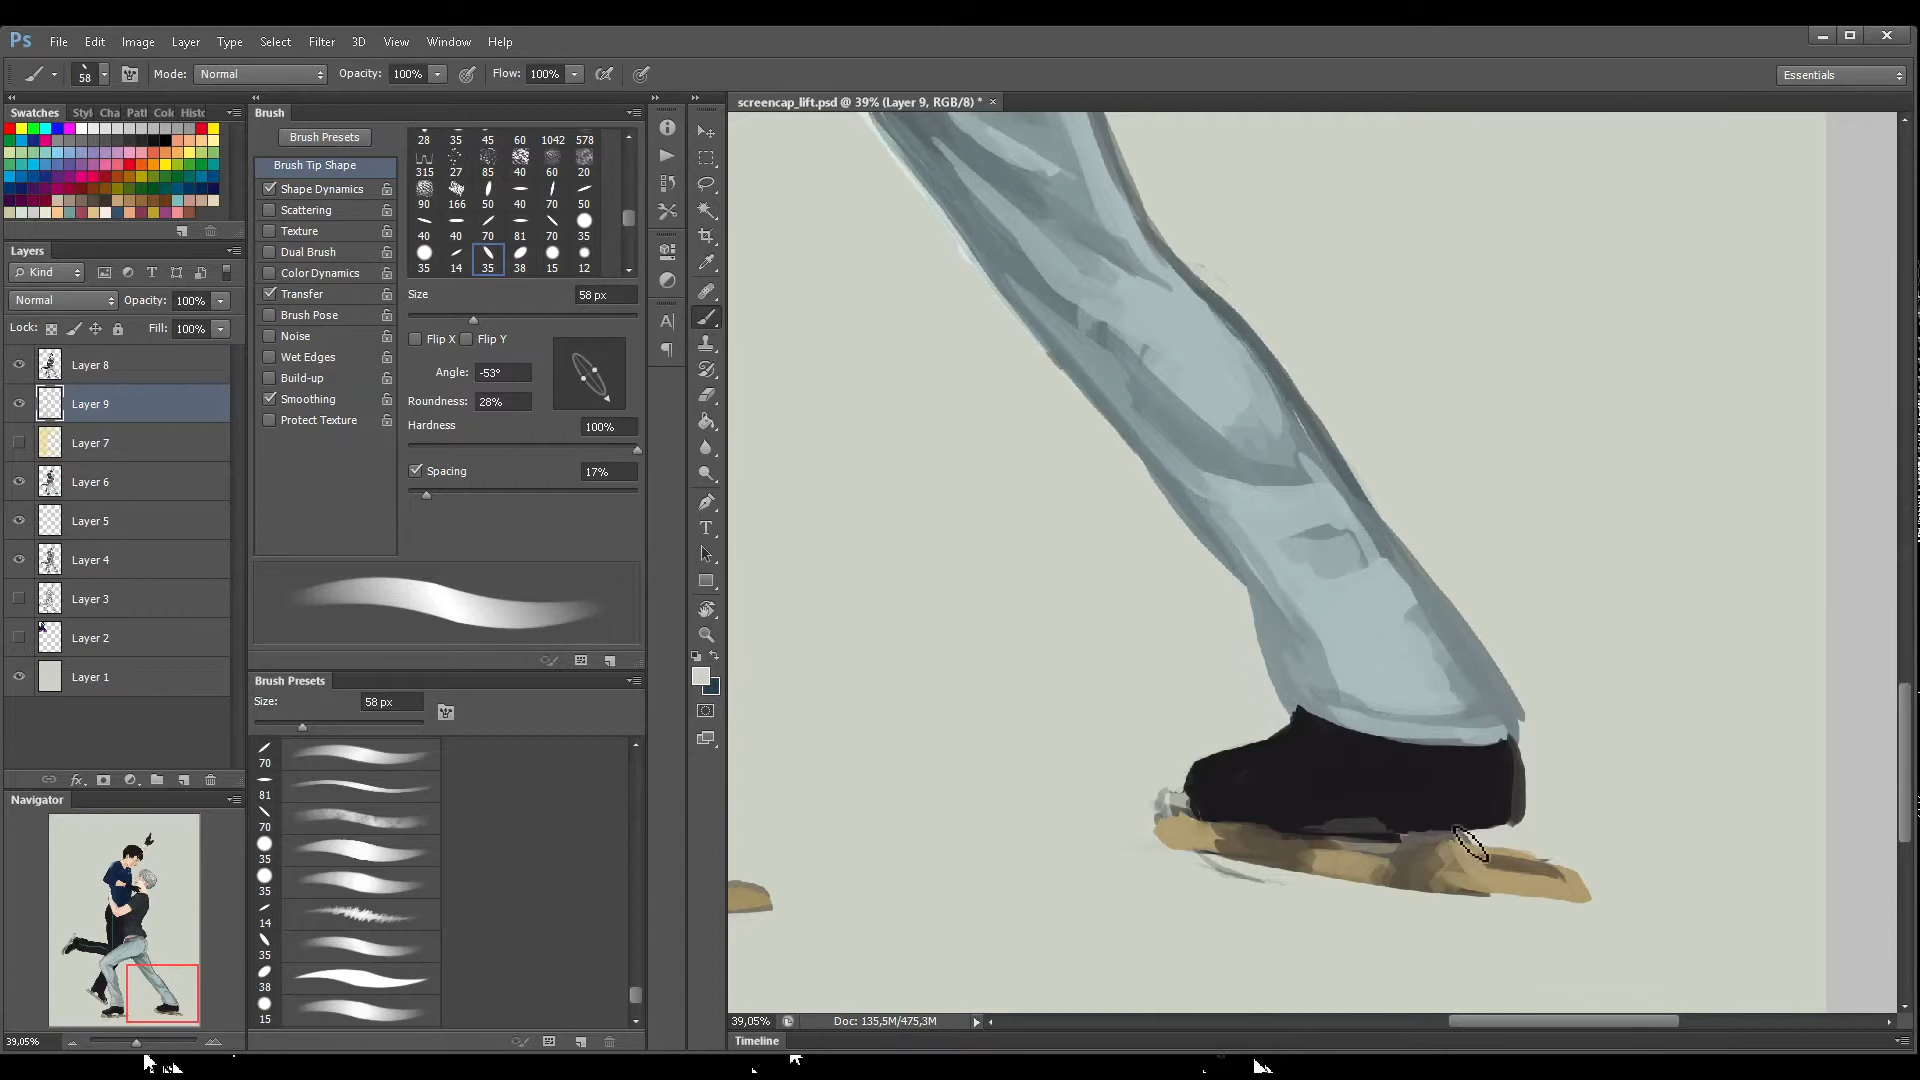 Ps File Edit Image Layer Type Select Filter 3D View Window Help
58 Mode: Normal Opacity: 100% Flow: 100% Essentials
Swatches Styl Cha Patl Col Histo
Brush
screencap_lift.psd @ 39% (Layer 9, RGB/8) * ×
Brush Presets
28 35 45 60 1042 578
Brush Tip Shape
315 27 85 40 60 20
Shape Dynamics
90 166 50 40 70 50
Scattering
Texture
40 40 70 81 70 35
Dual Brush
35 14 35 38 15 12
Color Dynamics
Transfer
Size 58 px
Brush Pose
Noise
Flip X Flip Y
Wet Edges
Angle: -53°
Build-up
Roundness: 28%
Smoothing
Hardness 100%
Protect Texture
Spacing 17%
Layers
Kind
Normal Opacity: 100%
Lock: Fill: 100%
Layer 8
Layer 9
Layer 7
Layer 6
Layer 5
Layer 4
Layer 3
Layer 2
Layer 1
fx
Brush Presets
Size: 58 px
70
81
70
35
35
14
35
38
15
Navigator
39,05%
39,05% Doc: 135,5M/475,3M
Timeline